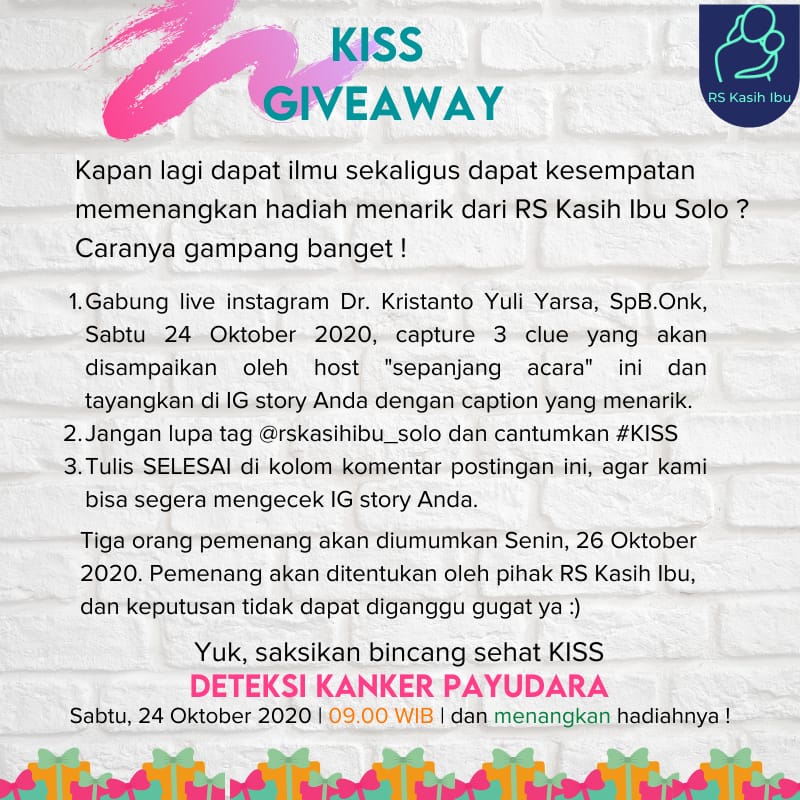 KISS
GIVEAWAY
RS Kasih Ibu
Kapan lagi dapat ilmu sekaligus dapat kesempatan
memenangkan hadiah menarik dari RS Kasih Ibu Solo ?
Caranya gampang banget !
1. Gabung live instagram Dr. Kristanto Yuli Yarsa, SpB.Onk,
Sabtu 24 Oktober 2020, capture 3 clue yang akan
disampaikan oleh host "sepanjang acara" ini dan
tayangkan di IG story Anda dengan caption yang menarik.
2. Jangan lupa tag @rskasihibu_solo dan cantumkan #KISS
3. Tulis SELESAI di kolom komentar postingan ini, agar kami
bisa segera mengecek IG story Anda.
Tiga orang pemenang akan diumumkan Senin, 26 Oktober
2020. Pemenang akan ditentukan oleh pihak RS Kasih Ibu,
dan keputusan tidak dapat diganggu gugat ya :)
Yuk, saksikan bincang sehat KISS
DETEKSI KANKER PAYUDARA
Sabtu, 24 Oktober 2020 | 09.00 WIB | dan menangkan hadiahnya !